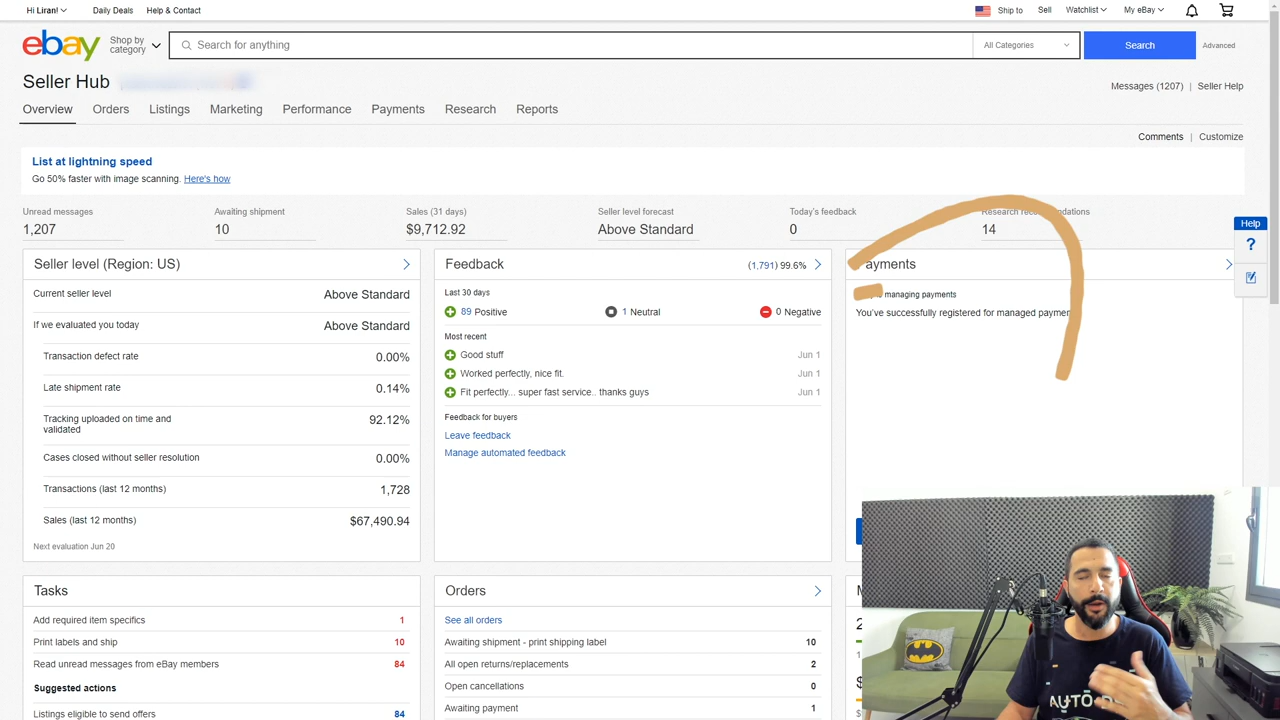 Hi Liran!
Daily Deals
Help & Contact
Ship to
Sell
Watchlist
My eBay
ebay
Shop by category
Search for anything
All Categories
Search
Advanced
Seller Hub
Messages (1207) | Seller Help
Overview
Orders
Listings
Marketing
Performance
Payments
Research
Reports
Comments | Customize
List at lightning speed
Go 50% faster with image scanning. Here's how
Unread messages
1,207
Awaiting shipment
10
Sales (31 days)
$9,712.92
Seller level forecast
Above Standard
Today's feedback
0
14
Help
?
Seller level (Region: US)
Current seller level Above Standard
If we evaluated you today Above Standard
Transaction defect rate 0.00%
Late shipment rate 0.14%
Tracking uploaded on time and validated 92.12%
Cases closed without seller resolution 0.00%
Transactions (last 12 months) 1,728
Sales (last 12 months) $67,490.94
Next evaluation Jun 20
Feedback (1,791) 99.6%
Last 30 days
89 Positive
1 Neutral
0 Negative
Most recent
Good stuff Jun 1
Worked perfectly, nice fit. Jun 1
Fit perfectly... super fast service.. thanks guys Jun 1
Feedback for buyers
Leave feedback
Manage automated feedback
ayments
managing payments
You've successfully registered for managed
Tasks
Add required item specifics 1
Print labels and ship 10
Read unread messages from eBay members 84
Suggested actions
Listings eligible to send offers 84
Orders
See all orders
Awaiting shipment - print shipping label 10
All open returns/replacements 2
Open cancellations 0
Awaiting payment 1